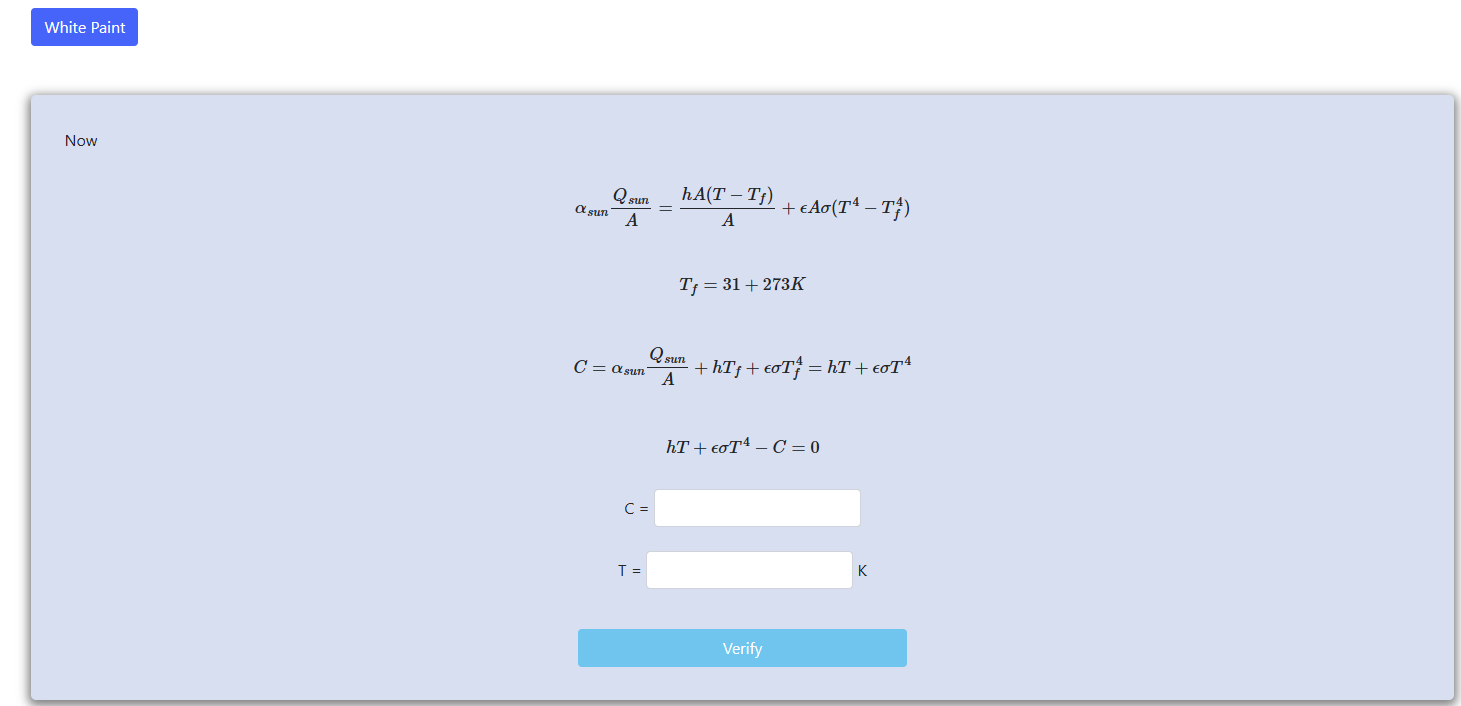 White Paint
Now
$\alpha_{sun}\frac{Q_{sun}}{A} = \frac{hA(T - T_f)}{A} + \epsilon A\sigma(T^4 - T_f^4)$
$T_f = 31 + 273K$
$C = \alpha_{sun}\frac{Q_{sun}}{A} + hT_f + \epsilon\sigma T_f^4 = hT + \epsilon\sigma T^4$
$hT + \epsilon\sigma T^4 - C = 0$
C =
T = K
Verify